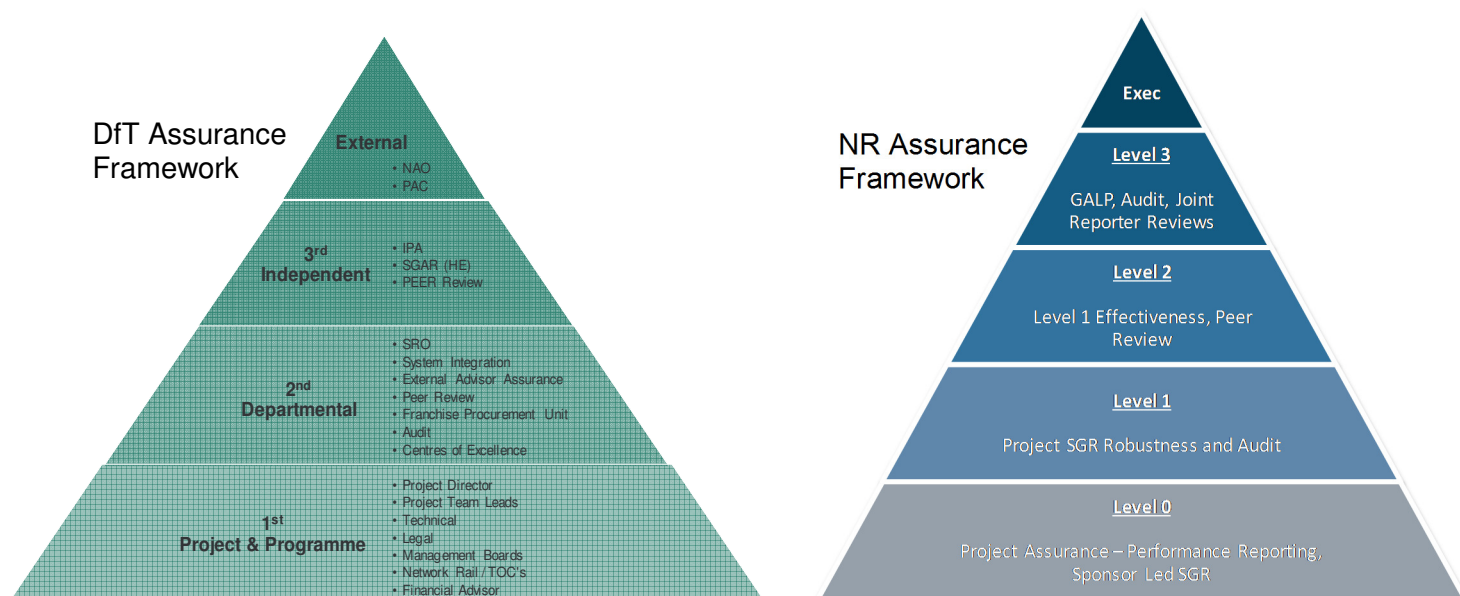 DfT Assurance
Framework
External
• NAO
• PAC
3rd
Independent
• IPA
• SGAR (HE)
• PEER Review
2nd
Departmental
• SRO
• System Integration
• External Advisor Assurance
• Peer Review
• Franchise Procurement Unit
• Audit
• Centres of Excellence
1st
Project & Programme
• Project Director
• Project Team Leads
• Technical
• Legal
• Management Boards
• Network Rail / TOC's
• Financial Advisor
NR Assurance
Framework
Exec
Level 3
GALP, Audit, Joint
Reporter Reviews
Level 2
Level 1 Effectiveness, Peer
Review
Level 1
Project SGR Robustness and Audit
Level 0
Project Assurance – Performance Reporting,
Sponsor Led SGR